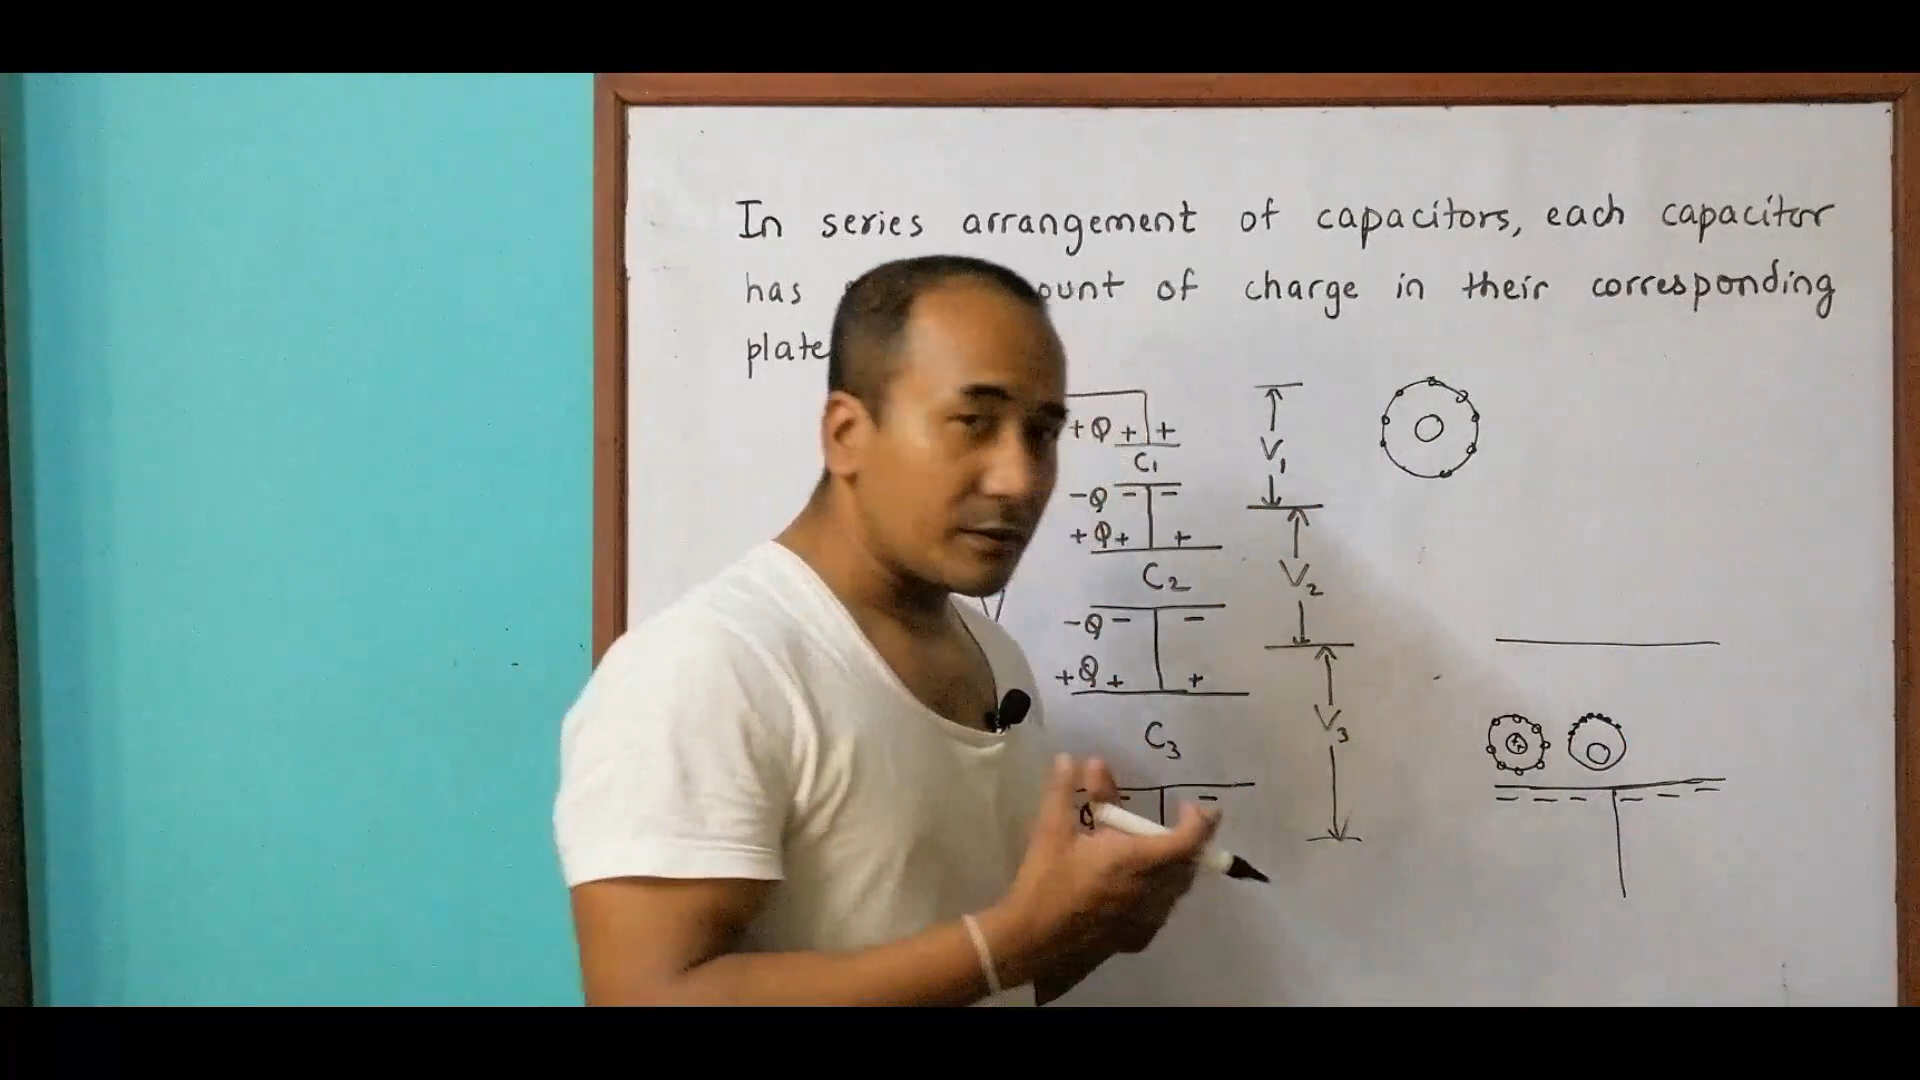 In series arrangement of capacitors, each capacitor
has of charge in their corresponding
plate
+Q + +
C₁
V₁
-Q - -
+Q + +
C₂
V₂
-Q - -
+Q + +
C₃
V₃
Q - -